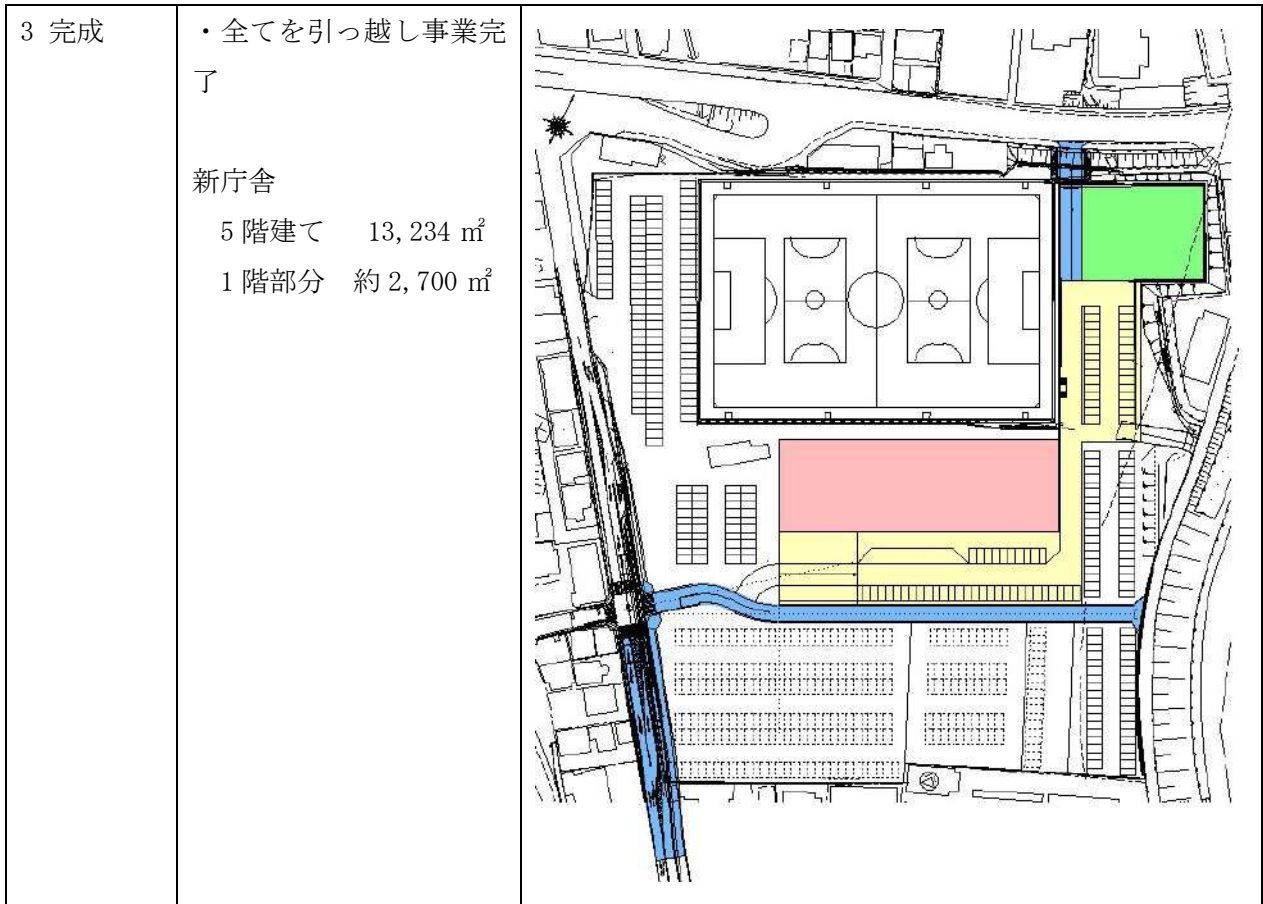 3 完成
・全てを引っ越し事業完
了
新庁舎
5階建て 13,234 ㎡
1階部分 約 2,700 ㎡